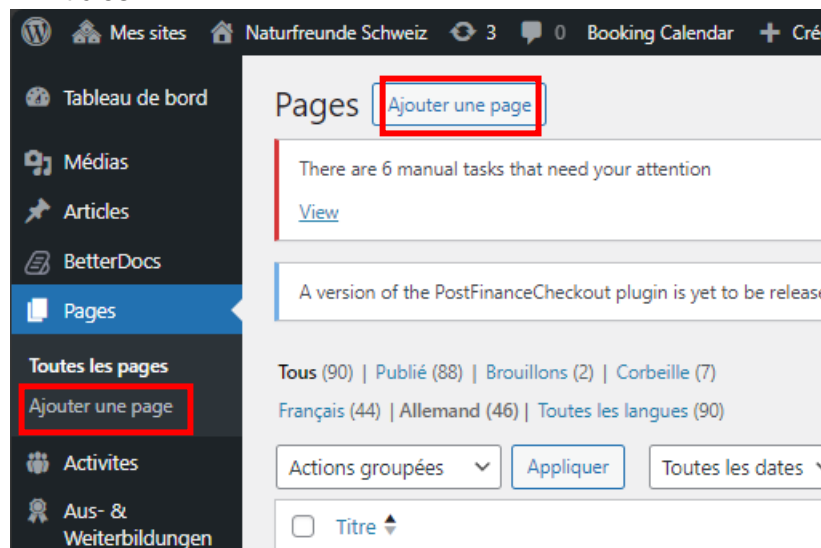 Mes sites Naturfreunde Schweiz 3 0 Booking Calendar + Cré
Tableau de bord
Médias
Articles
BetterDocs
Pages
Toutes les pages
Ajouter une page
Activites
Aus- &
Weiterbildungen
Pages Ajouter une page
There are 6 manual tasks that need your attention
View
A version of the PostFinanceCheckout plugin is yet to be release
Tous (90) | Publié (88) | Brouillons (2) | Corbeille (7)
Français (44) | Allemand (46) | Toutes les langues (90)
Actions groupées Appliquer Toutes les dates
Titre